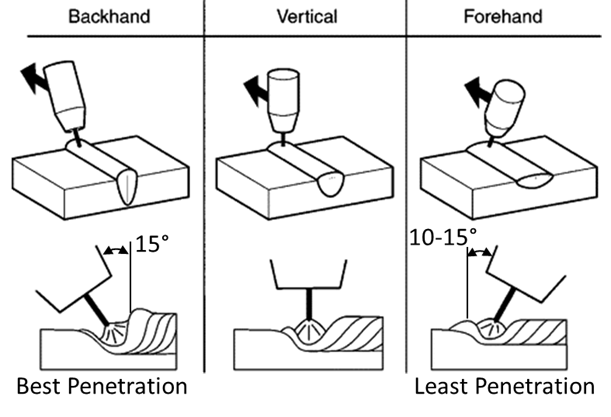 Backhand
Vertical
Forehand
15°
10-15°
Best Penetration
Least Penetration